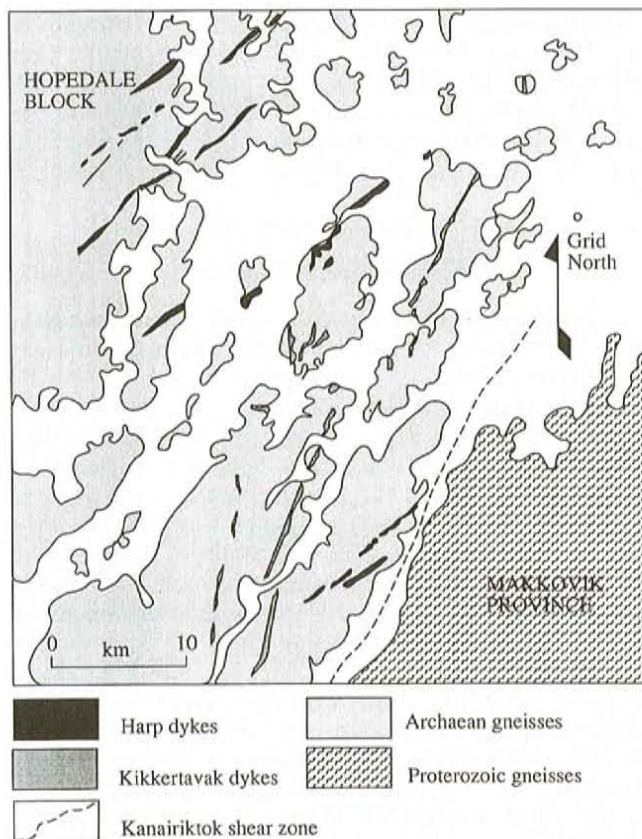 HOPEDALE
BLOCK
Grid
North
MAKKOVIK
PROVINCE
0 10
km
Harp dykes
Archaean gneisses
Kikkertavak dykes
Proterozoic gneisses
Kanairiktok shear zone